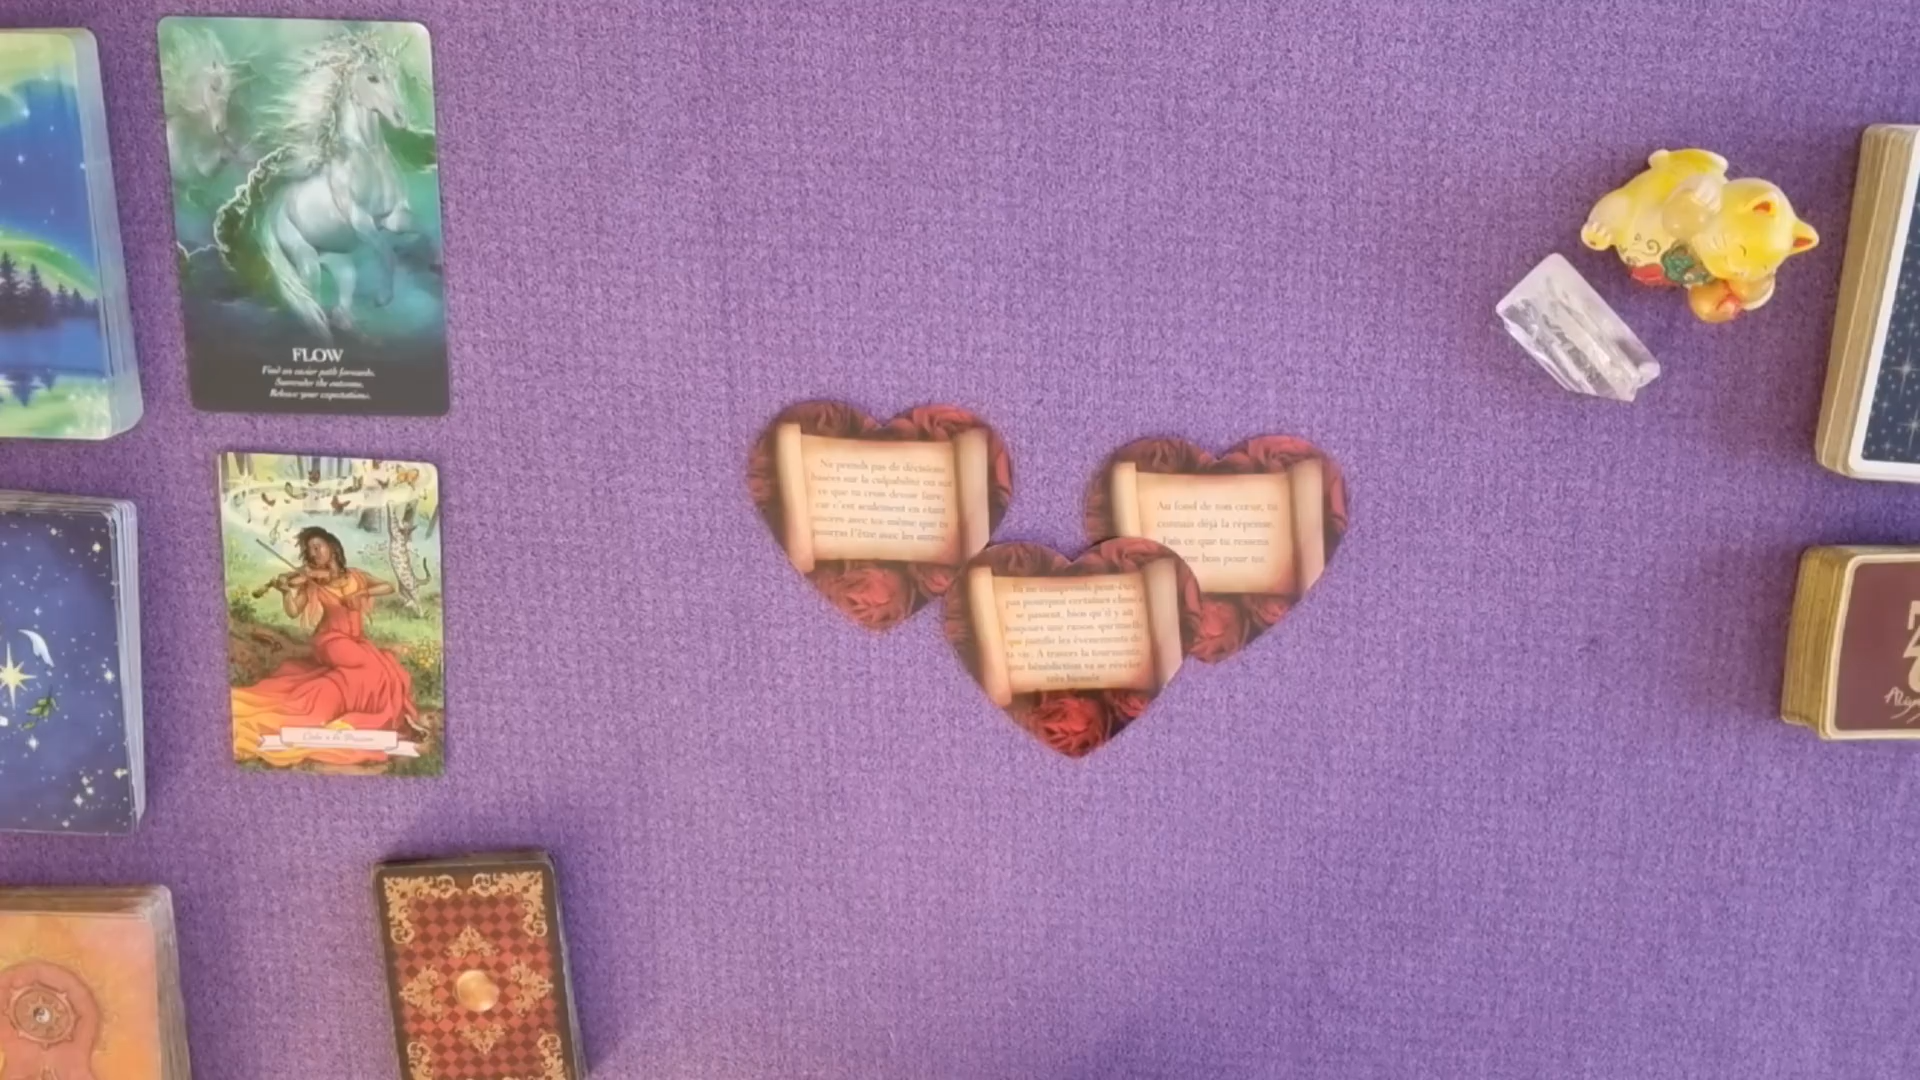 FLOW
Find an easier path forwards.
Surrender the outcome.
Release your expectations.
Ne prends pas de décisions
basées sur la culpabilité ou sur
ce que tu crois devoir faire,
car c'est seulement en étant
sincère avec toi-même que tu
pourras l'être avec les autres.
Au fond de ton cœur, tu
connais déjà la réponse.
Fais ce que tu ressens
bon pour toi.
Tu ne comprends peut-être
pas pourquoi certaines choses
se passent, bien qu'il y ait
toujours une raison spirituelle
qui justifie les événements de
ta vie. A travers la tourmente,
une bénédiction va se révéler
très bientôt.